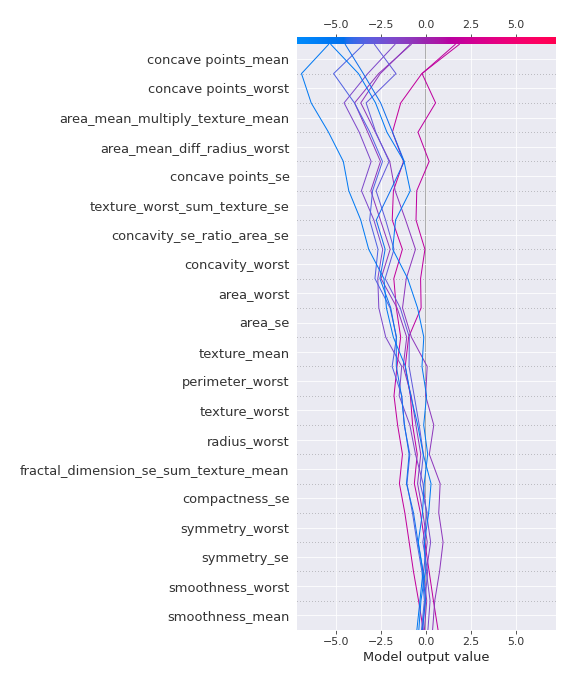 −5.0 −2.5 0.0 2.5 5.0
concave points_mean
concave points_worst
area_mean_multiply_texture_mean
area_mean_diff_radius_worst
concave points_se
texture_worst_sum_texture_se
concavity_se_ratio_area_se
concavity_worst
area_worst
area_se
texture_mean
perimeter_worst
texture_worst
radius_worst
fractal_dimension_se_sum_texture_mean
compactness_se
symmetry_worst
symmetry_se
smoothness_worst
smoothness_mean
−5.0 −2.5 0.0 2.5 5.0
Model output value